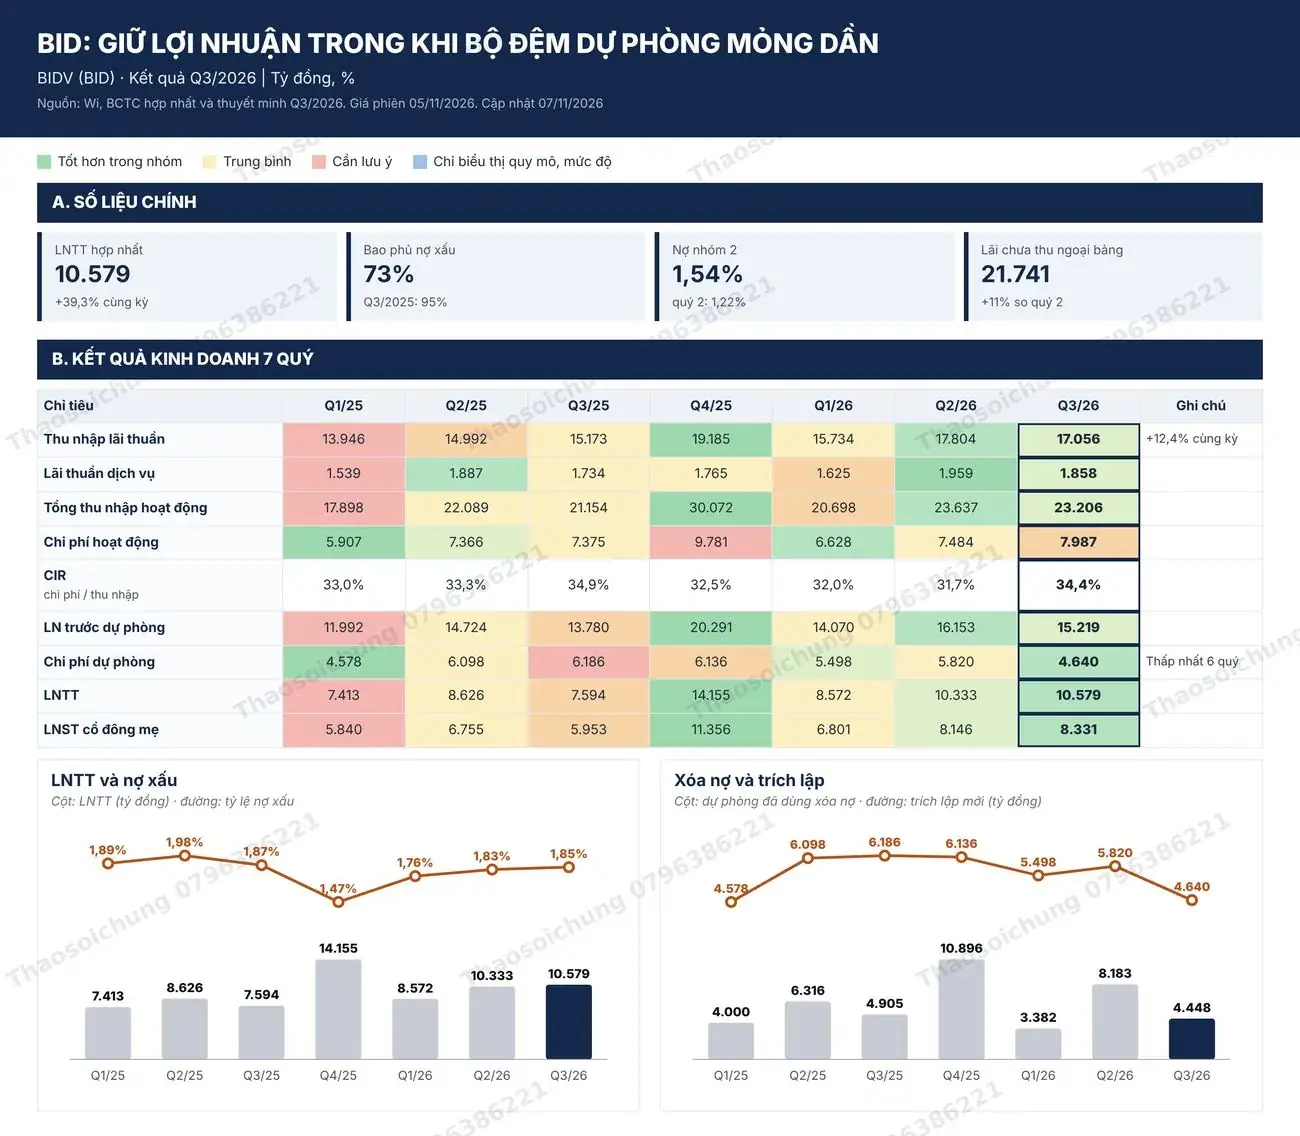 BID: GIỮ LỢI NHUẬN TRONG KHI BỘ ĐỆM DỰ PHÒNG MỎNG DẦN
BIDV (BID) · Kết quả Q3/2026 | Tỷ đồng, %
Nguồn: Wi, BCTC hợp nhất và thuyết minh Q3/2026. Giá phiên 05/11/2026. Cập nhật 07/11/2026
Tốt hơn trong nhóm Trung bình Cần lưu ý Chỉ biểu thị quy mô, mức độ
A. SỐ LIỆU CHÍNH
LNTT hợp nhất
10.579
+39,3% cùng kỳ
Bao phủ nợ xấu
73%
Q3/2025: 95%
Nợ nhóm 2
1,54%
quý 2: 1,22%
Lãi chưa thu ngoại bảng
21.741
+11% so quý 2
B. KẾT QUẢ KINH DOANH 7 QUÝ
Chỉ tiêu Q1/25 Q2/25 Q3/25 Q4/25 Q1/26 Q2/26 Q3/26 Ghi chú
Thu nhập lãi thuần 13.946 14.992 15.173 19.185 15.734 17.804 17.056 +12,4% cùng kỳ
Lãi thuần dịch vụ 1.539 1.887 1.734 1.765 1.625 1.959 1.858
Tổng thu nhập hoạt động 17.898 22.089 21.154 30.072 20.698 23.637 23.206
Chi phí hoạt động 5.907 7.366 7.375 9.781 6.628 7.484 7.987
CIR
chi phí / thu nhập
33,0% 33,3% 34,9% 32,5% 32,0% 31,7% 34,4%
LN trước dự phòng 11.992 14.724 13.780 20.291 14.070 16.153 15.219
Chi phí dự phòng 4.578 6.098 6.186 6.136 5.498 5.820 4.640 Thấp nhất 6 quý
LNTT 7.413 8.626 7.594 14.155 8.572 10.333 10.579
LNST cổ đông mẹ 5.840 6.755 5.953 11.356 6.801 8.146 8.331
LNTT và nợ xấu
Cột: LNTT (tỷ đồng) · đường: tỷ lệ nợ xấu
1,89% 1,98% 1,87% 1,47% 1,76% 1,83% 1,85%
7.413 8.626 7.594 14.155 8.572 10.333 10.579
Q1/25 Q2/25 Q3/25 Q4/25 Q1/26 Q2/26 Q3/26
Xóa nợ và trích lập
Cột: dự phòng đã dùng xóa nợ · đường: trích lập mới (tỷ đồng)
4.578 6.098 6.186 6.136 5.498 5.820 4.640
4.000 6.316 4.905 10.896 3.382 8.183 4.448
Q1/25 Q2/25 Q3/25 Q4/25 Q1/26 Q2/26 Q3/26
Thaosoichung 0796386221